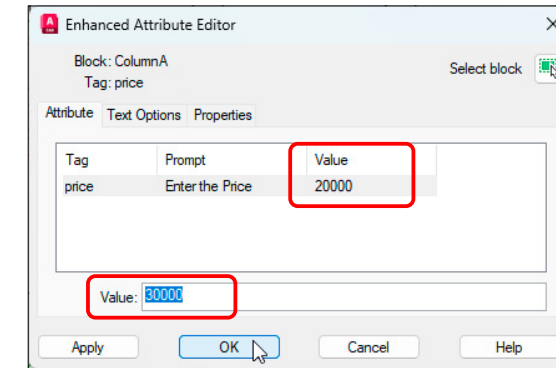 Enhanced Attribute Editor
Block: ColumnA
Tag: price
Select block
Attribute Text Options Properties
Tag Prompt Value
price Enter the Price 20000
Value: 30000
Apply OK Cancel Help